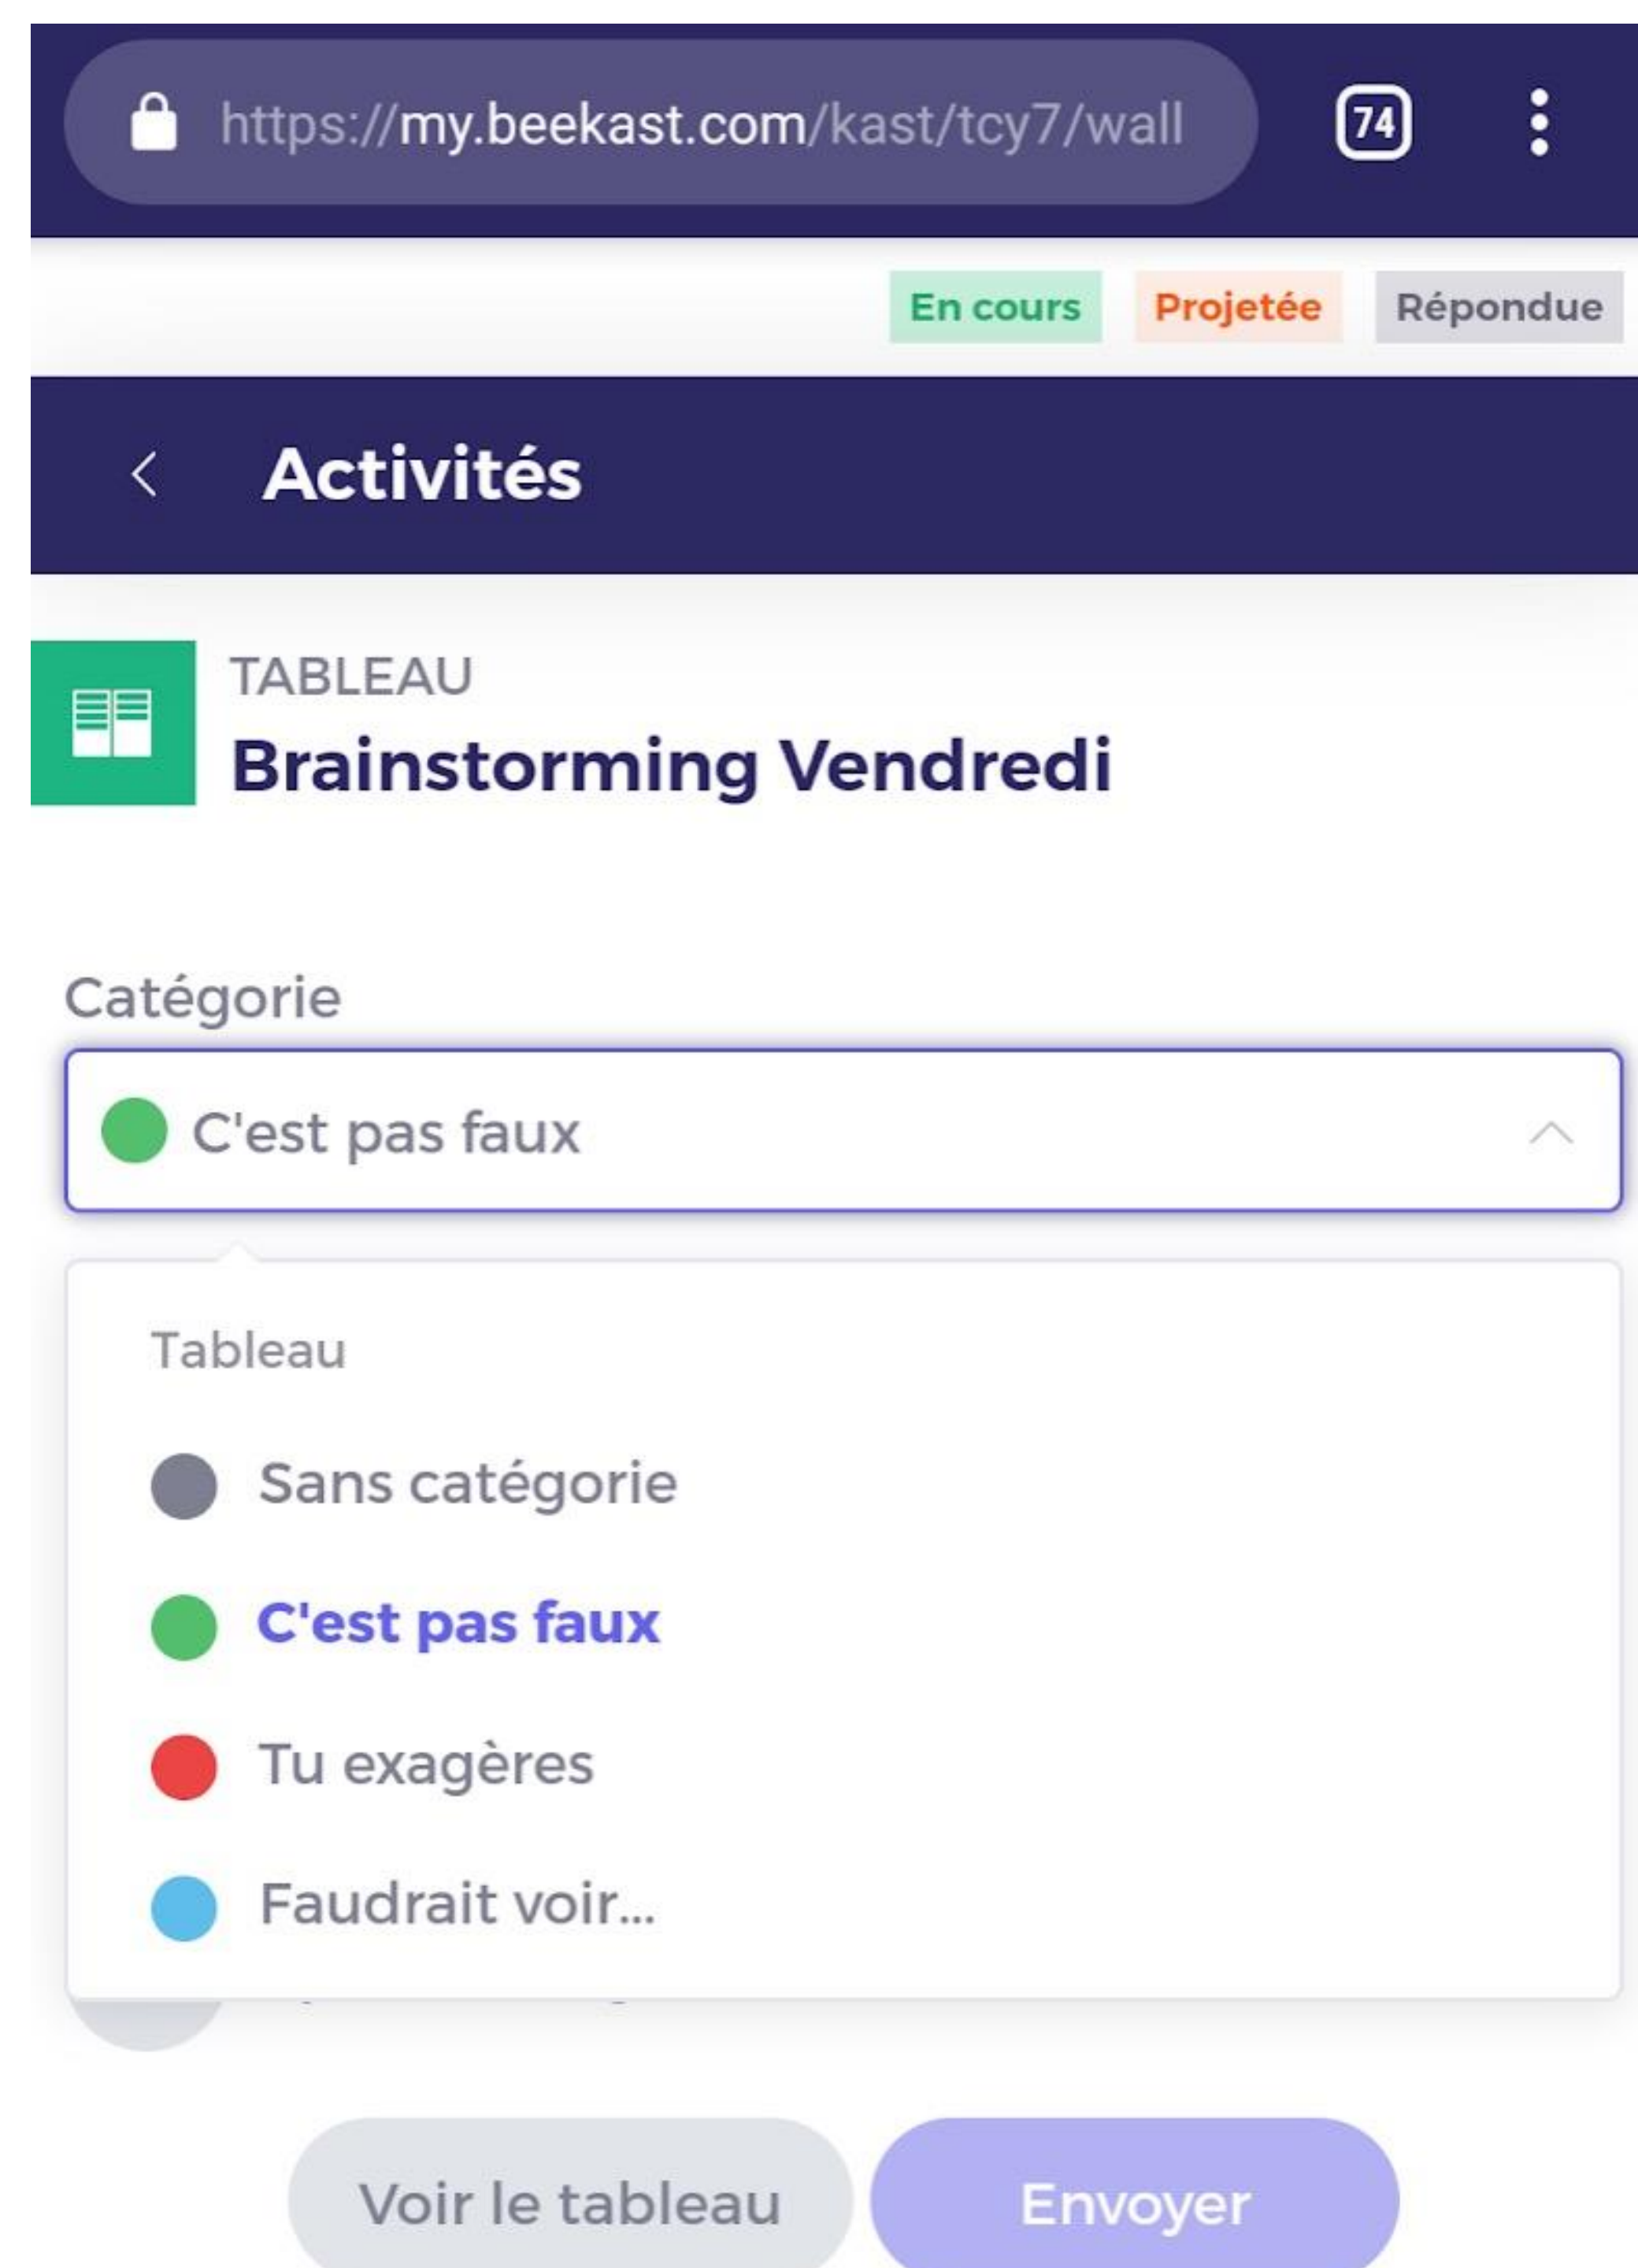 https://my.beekast.com/kast/tcy7/wall
74
En cours Projetée Répondue
Activités
TABLEAU
Brainstorming Vendredi
Catégorie
C'est pas faux
Tableau
Sans catégorie
C'est pas faux
Tu exagères
Faudrait voir...
Voir le tableau Envoyer